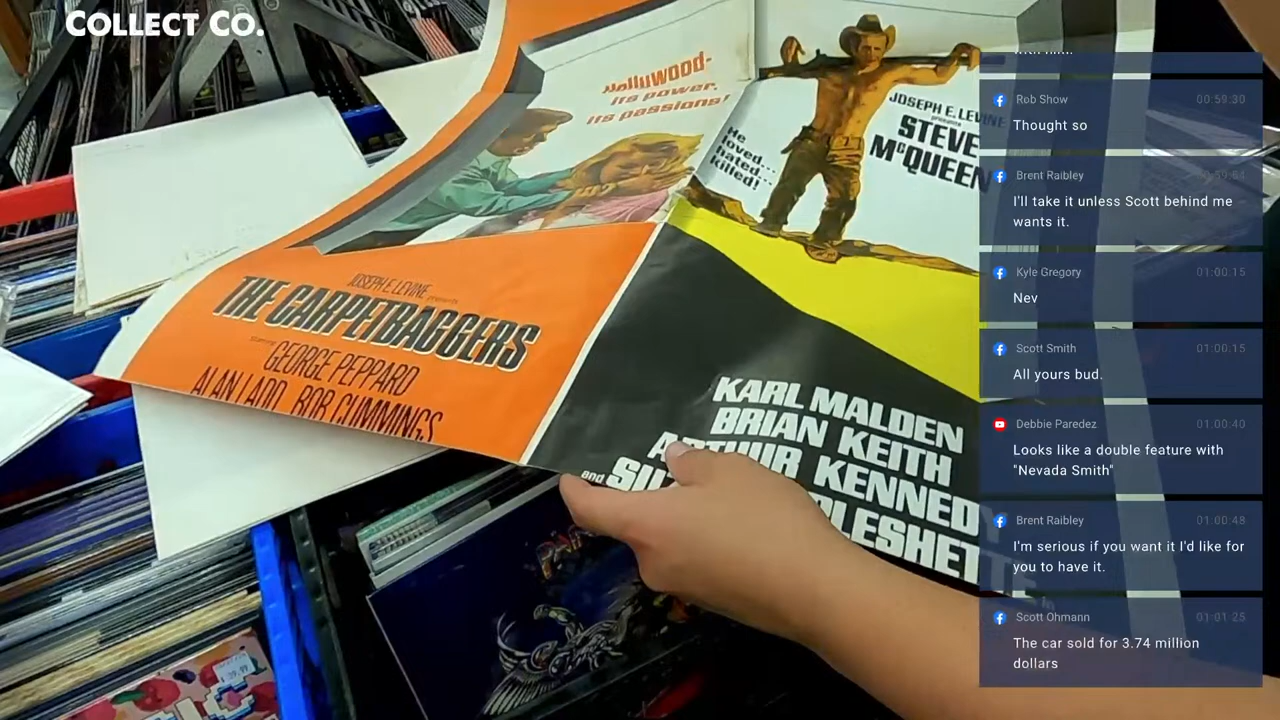 COLLECT CO.
Hollywood-
its power,
its passions!
JOSEPH E. LEVINE presents
THE CARPETBAGGERS
starring
GEORGE PEPPARD
ALAN LADD BOB CUMMINGS
He
loved...
hated...
killed!
JOSEPH E. LEVINE
presents
STEVE
McQUEEN
KARL MALDEN
BRIAN KEITH
ARTHUR KENNEDY
and
PLESHETTE
Rob Show 00:59:30
Thought so
Brent Raibley
I'll take it unless Scott behind me
wants it.
Kyle Gregory 01:00:15
Nev
Scott Smith 01:00:15
All yours bud.
Debbie Paredez 01:00:40
Looks like a double feature with
"Nevada Smith"
Brent Raibley 01:00:48
I'm serious if you want it I'd like for
you to have it.
Scott Ohmann 01:01:25
The car sold for 3.74 million
dollars